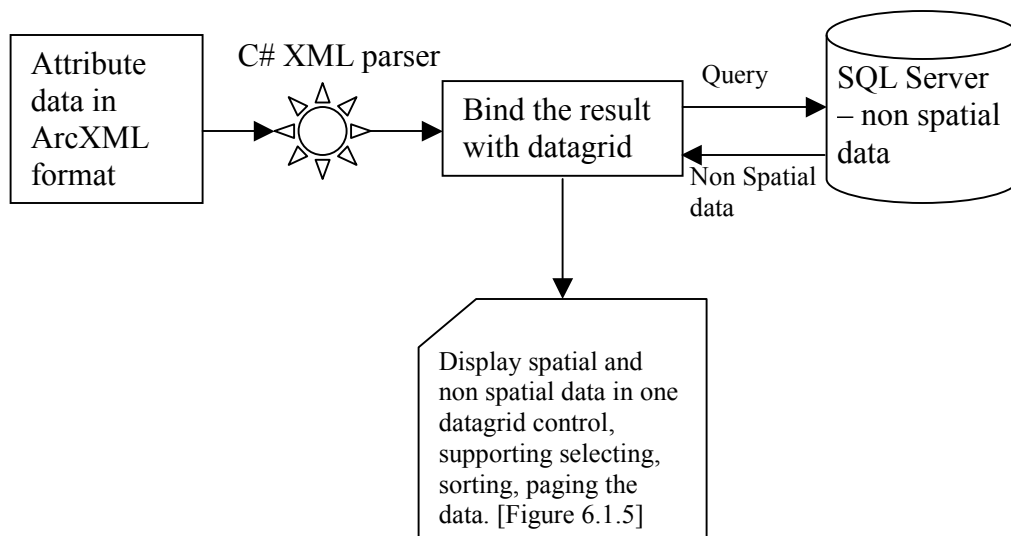 Attribute
data in
ArcXML
format
C# XML parser
Bind the result
with datagrid
Query
Non Spatial
data
SQL Server
– non spatial
data
Display spatial and
non spatial data in one
datagrid control,
supporting selecting,
sorting, paging the
data. [Figure 6.1.5]